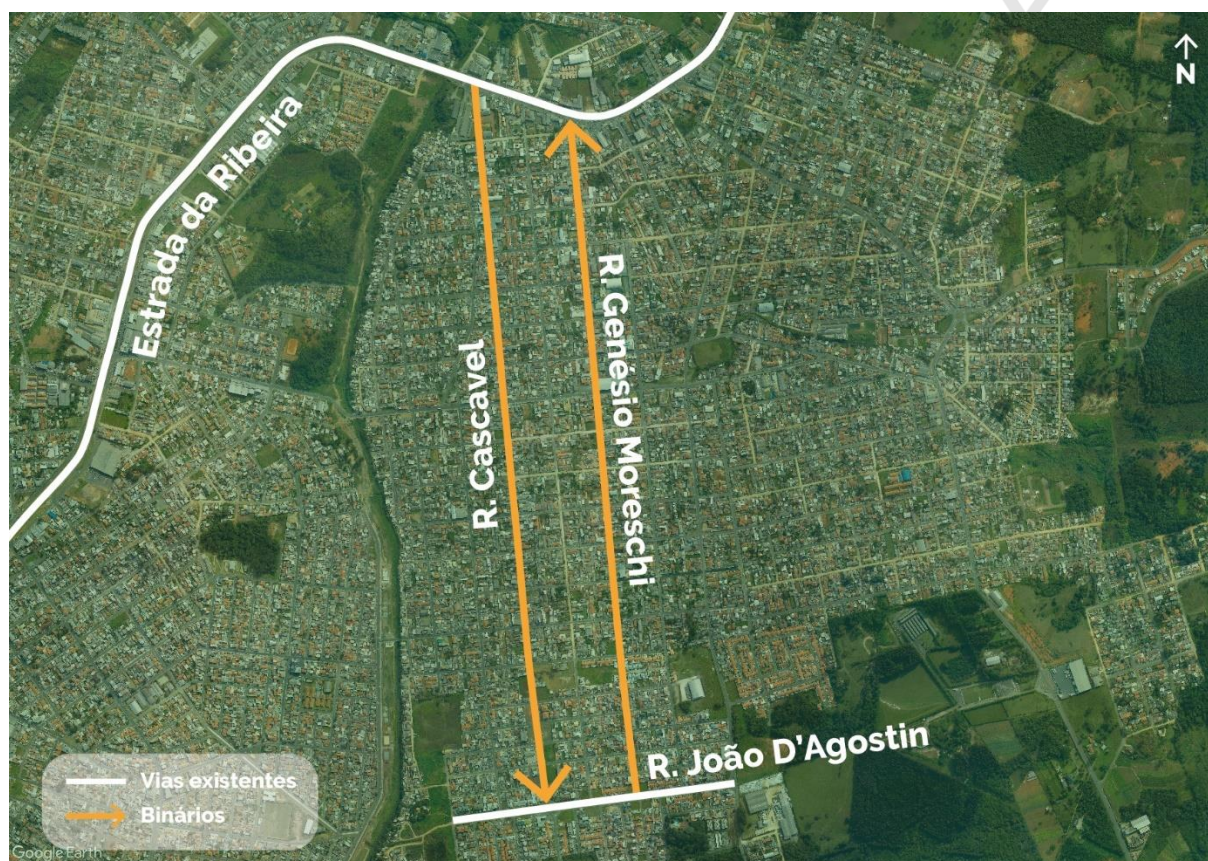 N
Estrada da Ribeira
R. Cascavel
R. Genésio Moreschi
R. João D'Agostin
Vias existentes
Binários
Google Earth